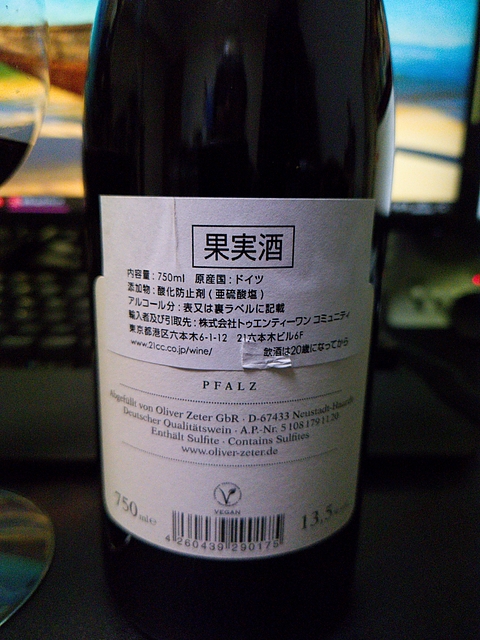 果実酒
内容量：750ml 原産国：ドイツ
添加物：酸化防止剤（亜硫酸塩）
アルコール分：表又は裏ラベルに記載
輸入者及び引取先：株式会社トゥエンティーワン コミュニティ
東京都港区六本木6-1-12 21六本木ビル6F
www.21cc.co.jp/wine/ 飲酒は20歳になってから
PFALZ
Abgefüllt von Oliver Zeter GbR · D-67433 Neustadt-Haardt
Deutscher Qualitätswein · A.P.-Nr. 5 108 179 11 20
Enthält Sulfite · Contains Sulfites
www.oliver-zeter.de
VEGAN
750 ml e 13,5
4 260439 290175